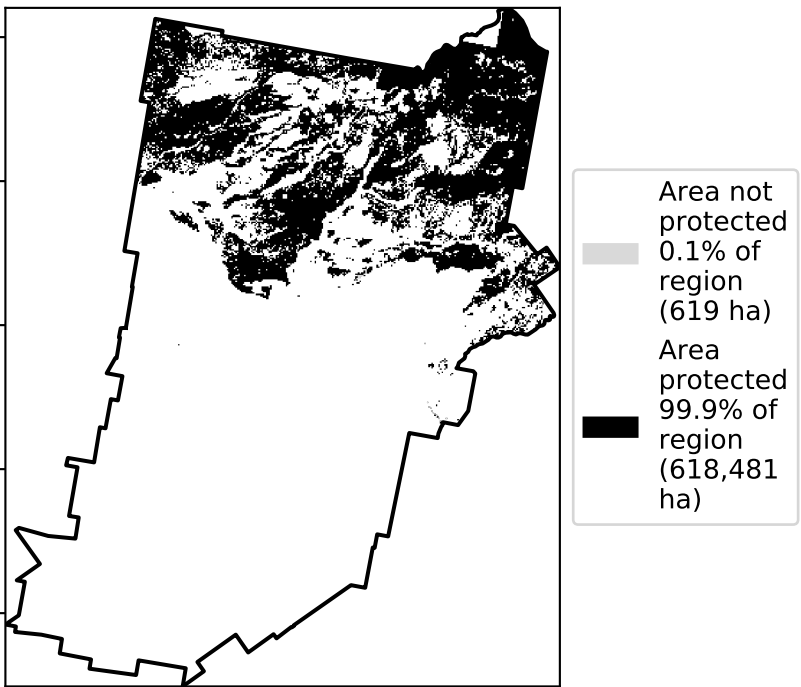 Area not
protected
0.1% of
region
(619 ha)
Area
protected
99.9% of
region
(618,481
ha)